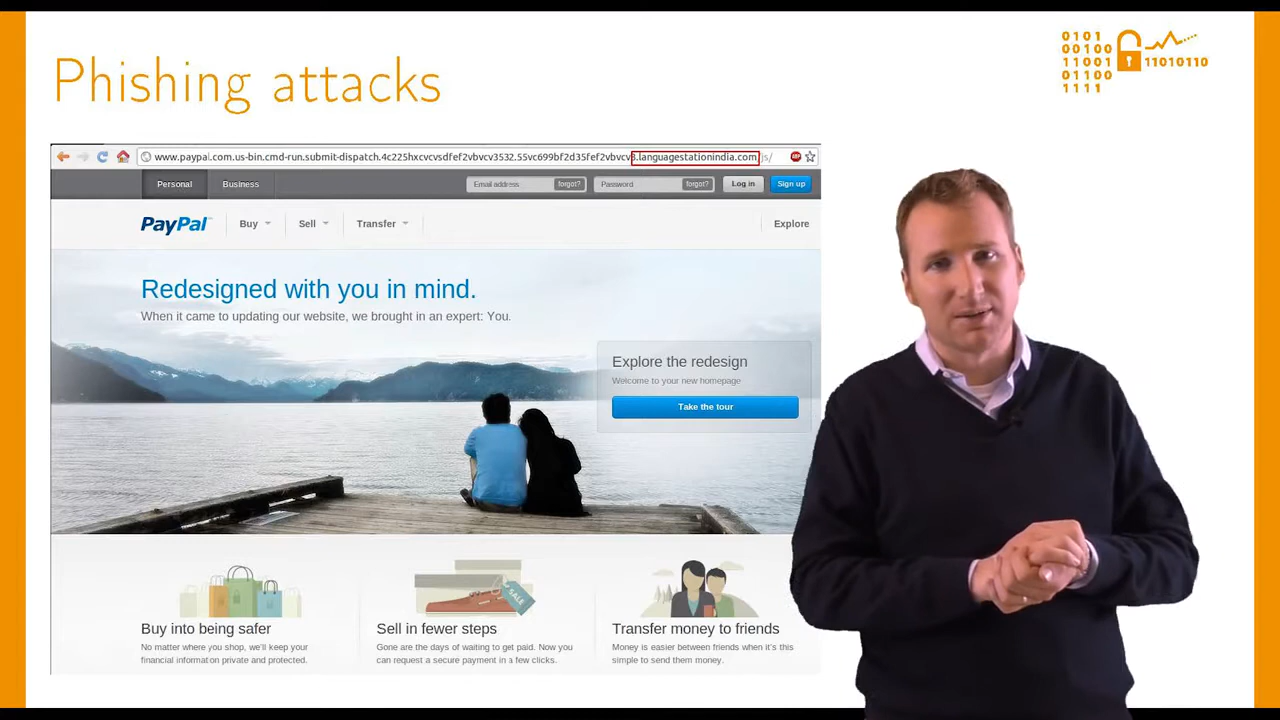 0101
00100
11001
01100
1111
11010110
Phishing attacks
www.paypal.com.us-bin.cmd-run.submit-dispatch.4c225hxcvcvsdfef2vbvcv3532.55vc699bf2d35fef2vbvcv3.languagestationindia.com/js/
Personal Business Email address forgot? Password forgot? Log in Sign up
PayPal Buy Sell Transfer Explore
Redesigned with you in mind.
When it came to updating our website, we brought in an expert: You.
Explore the redesign
Welcome to your new homepage
Take the tour
SALE
Buy into being safer
No matter where you shop, we'll keep your
financial information private and protected.
Sell in fewer steps
Gone are the days of waiting to get paid. Now you
can request a secure payment in a few clicks.
Transfer money to friends
Money is easier between friends when it's this
simple to send them money.